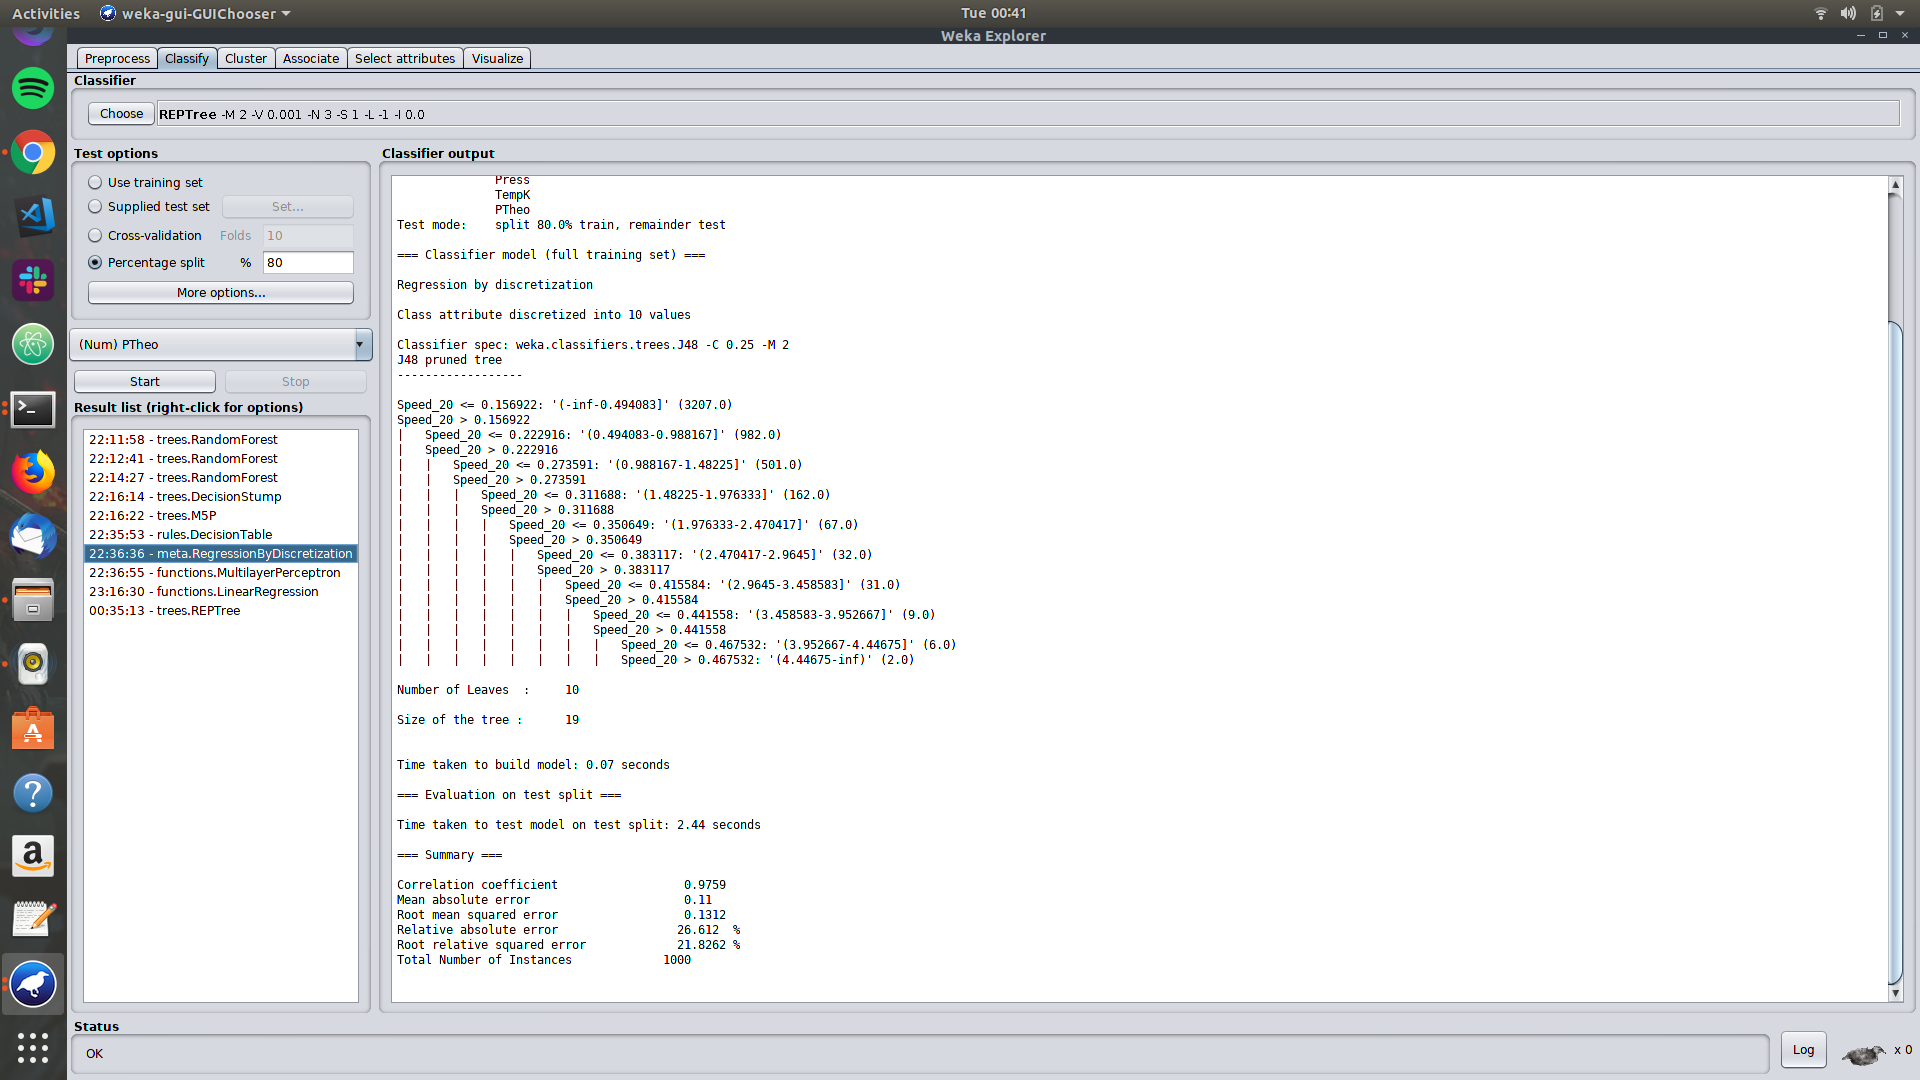 Activities weka-gui-GUIChooser Tue 00:41
Weka Explorer
Preprocess Classify Cluster Associate Select attributes Visualize
Classifier
Choose REPTree -M 2 -V 0.001 -N 3 -S 1 -L -1 -I 0.0
Test options
Use training set
Supplied test set Set...
Cross-validation Folds 10
Percentage split % 80
More options...
(Num) PTheo
Start Stop
Result list (right-click for options)
22:11:58 - trees.RandomForest
22:12:41 - trees.RandomForest
22:14:27 - trees.RandomForest
22:16:14 - trees.DecisionStump
22:16:22 - trees.M5P
22:35:53 - rules.DecisionTable
22:36:36 - meta.RegressionByDiscretization
22:36:55 - functions.MultilayerPerceptron
23:16:30 - functions.LinearRegression
00:35:13 - trees.REPTree
Classifier output
Press
TempK
PTheo
Test mode: split 80.0% train, remainder test
=== Classifier model (full training set) ===
Regression by discretization
Class attribute discretized into 10 values
Classifier spec: weka.classifiers.trees.J48 -C 0.25 -M 2
J48 pruned tree
------------------
Speed_20 <= 0.156922: '(-inf-0.494083]' (3207.0)
Speed_20 > 0.156922
| Speed_20 <= 0.222916: '(0.494083-0.988167]' (982.0)
| Speed_20 > 0.222916
| | Speed_20 <= 0.273591: '(0.988167-1.48225]' (501.0)
| | Speed_20 > 0.273591
| | | Speed_20 <= 0.311688: '(1.48225-1.976333]' (162.0)
| | | Speed_20 > 0.311688
| | | | Speed_20 <= 0.350649: '(1.976333-2.470417]' (67.0)
| | | | Speed_20 > 0.350649
| | | | | Speed_20 <= 0.383117: '(2.470417-2.9645]' (32.0)
| | | | | Speed_20 > 0.383117
| | | | | | Speed_20 <= 0.415584: '(2.9645-3.458583]' (31.0)
| | | | | | Speed_20 > 0.415584
| | | | | | | Speed_20 <= 0.441558: '(3.458583-3.952667]' (9.0)
| | | | | | | Speed_20 > 0.441558
| | | | | | | | Speed_20 <= 0.467532: '(3.952667-4.44675]' (6.0)
| | | | | | | | Speed_20 > 0.467532: '(4.44675-inf)' (2.0)
Number of Leaves : 10
Size of the tree : 19
Time taken to build model: 0.07 seconds
=== Evaluation on test split ===
Time taken to test model on test split: 2.44 seconds
=== Summary ===
Correlation coefficient 0.9759
Mean absolute error 0.11
Root mean squared error 0.1312
Relative absolute error 26.612 %
Root relative squared error 21.8262 %
Total Number of Instances 1000
Status
OK Log x 0